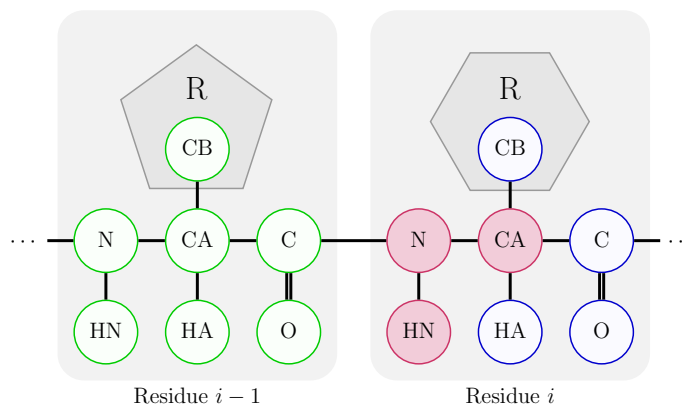 R R
CB CB
… N CA C N CA C …
HN HA O HN HA O
Residue i − 1 Residue i